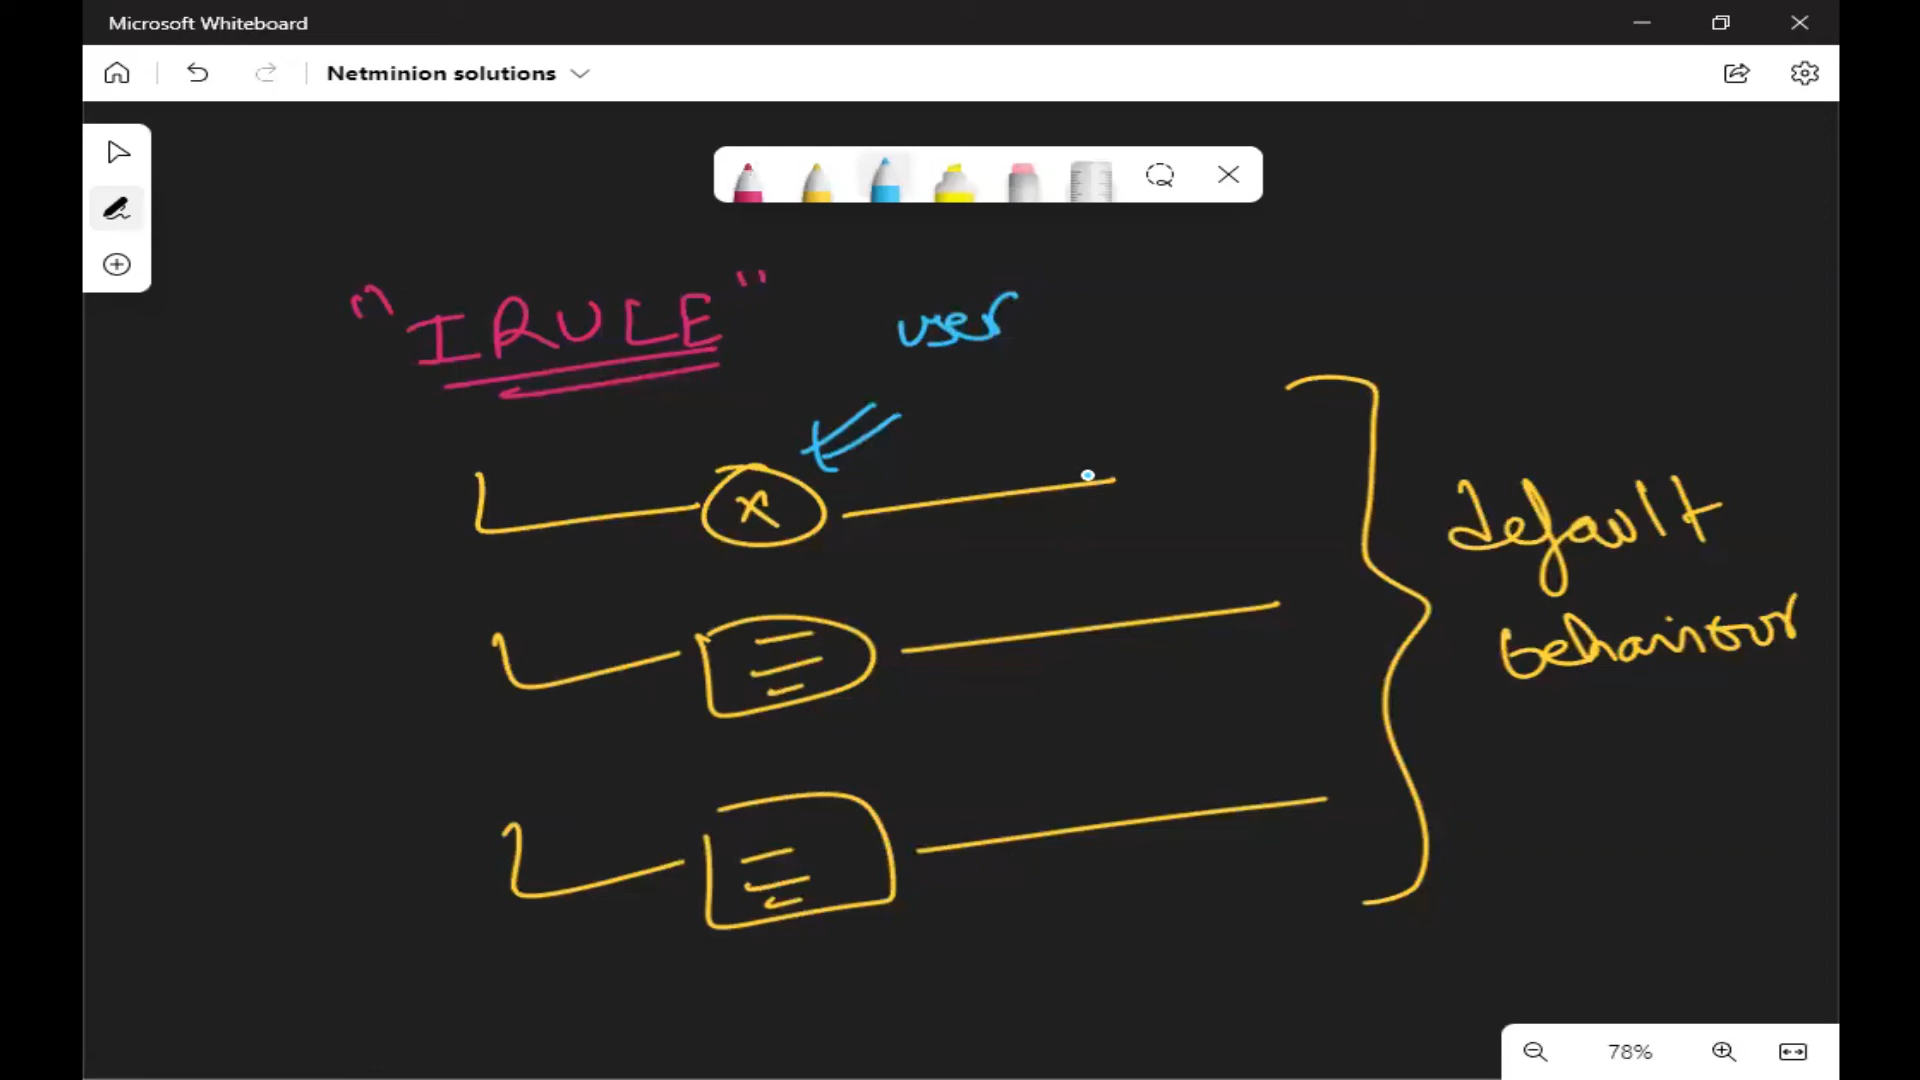 Microsoft Whiteboard
Netminion solutions
"IRULE"
user
x
default
behaviour
78%